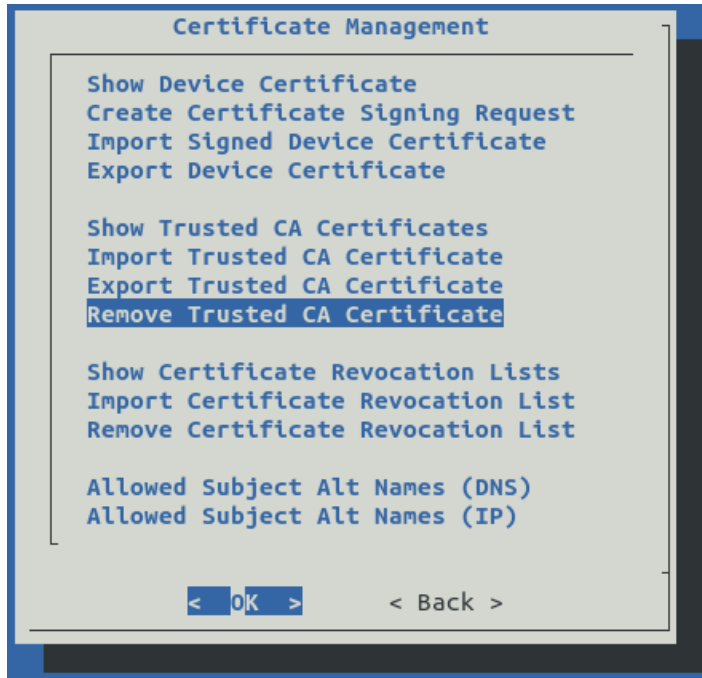 Certificate Management
Show Device Certificate
Create Certificate Signing Request
Import Signed Device Certificate
Export Device Certificate
Show Trusted CA Certificates
Import Trusted CA Certificate
Export Trusted CA Certificate
Remove Trusted CA Certificate
Show Certificate Revocation Lists
Import Certificate Revocation List
Remove Certificate Revocation List
Allowed Subject Alt Names (DNS)
Allowed Subject Alt Names (IP)
< OK > < Back >